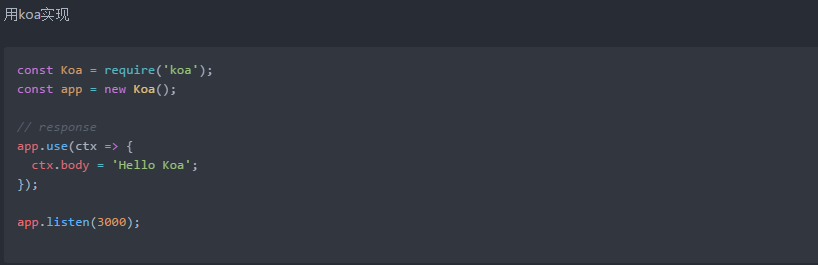 用koa实现
const Koa = require('koa');
const app = new Koa();
// response
app.use(ctx => {
  ctx.body = 'Hello Koa';
});
app.listen(3000);